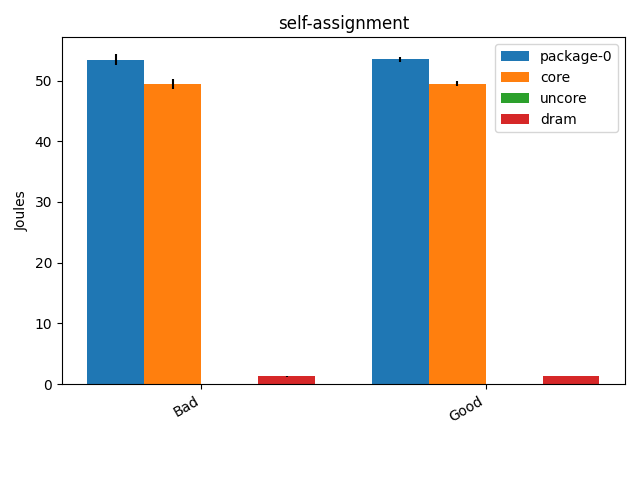 self-assignment
package-0
core
uncore
dram
Joules
50
40
30
20
10
0
Bad
Good